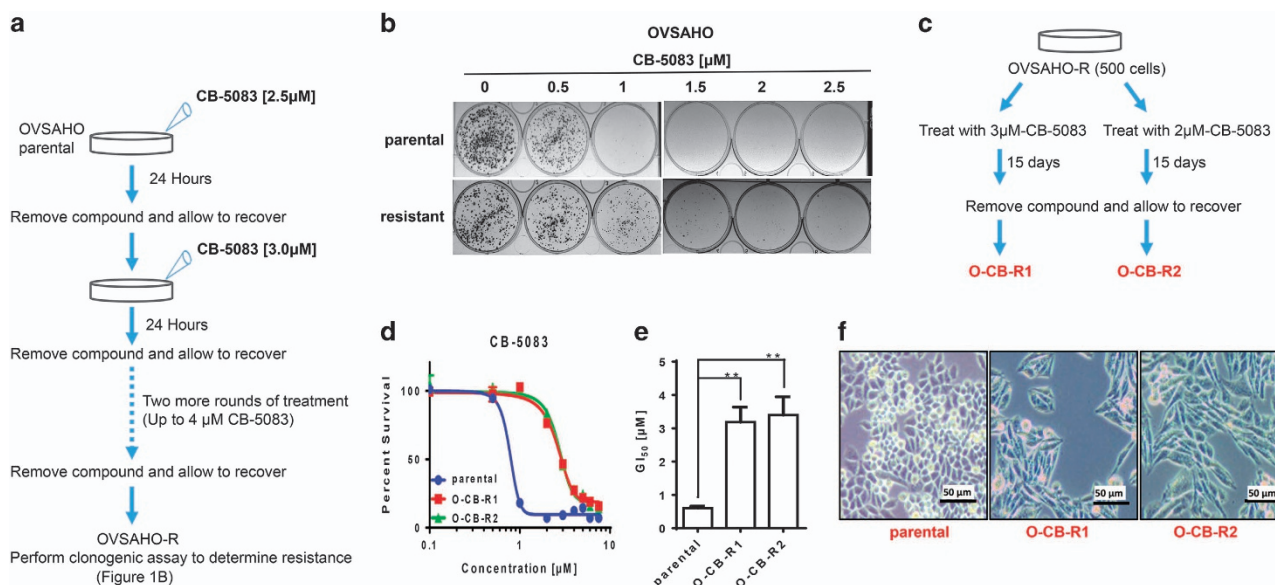 a
CB-5083 [2.5µM]
OVSAHO
parental
24 Hours
Remove compound and allow to recover
CB-5083 [3.0µM]
24 Hours
Remove compound and allow to recover
Two more rounds of treatment
(Up to 4 µM CB-5083)
Remove compound and allow to recover
OVSAHO-R
Perform clonogenic assay to determine resistance
(Figure 1B)
b
OVSAHO
CB-5083 [µM]
0 0.5 1 1.5 2 2.5
parental
resistant
c
OVSAHO-R (500 cells)
Treat with 3µM-CB-5083 Treat with 2µM-CB-5083
15 days 15 days
Remove compound and allow to recover
O-CB-R1 O-CB-R2
d
CB-5083
Percent Survival
100
50
0
parental
O-CB-R1
O-CB-R2
0.1 1 10
Concentration [µM]
e
GI50 [µM]
5
4
3
2
1
0
** **
parental
O-CB-R1
O-CB-R2
f
50 µm 50 µm 50 µm
parental O-CB-R1 O-CB-R2